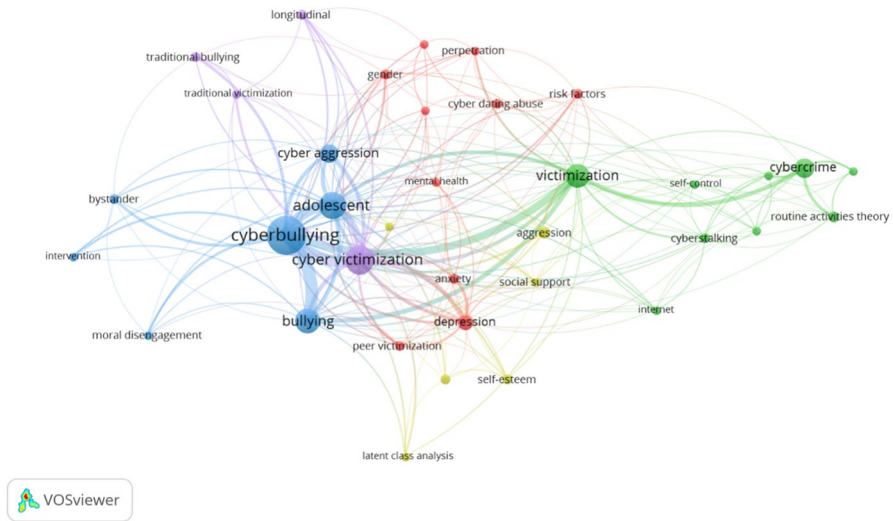 longitudinal
perpetration
traditional bullying
gender
traditional victimization
risk factors
cyber dating abuse
cyber aggression
cybercrime
victimization
mental health
self-control
bystander
adolescent
routine activities theory
cyberbullying
aggression
cyberstalking
intervention
cyber victimization
anxiety
social support
internet
bullying
depression
moral disengagement
peer victimization
self-esteem
latent class analysis
VOSviewer